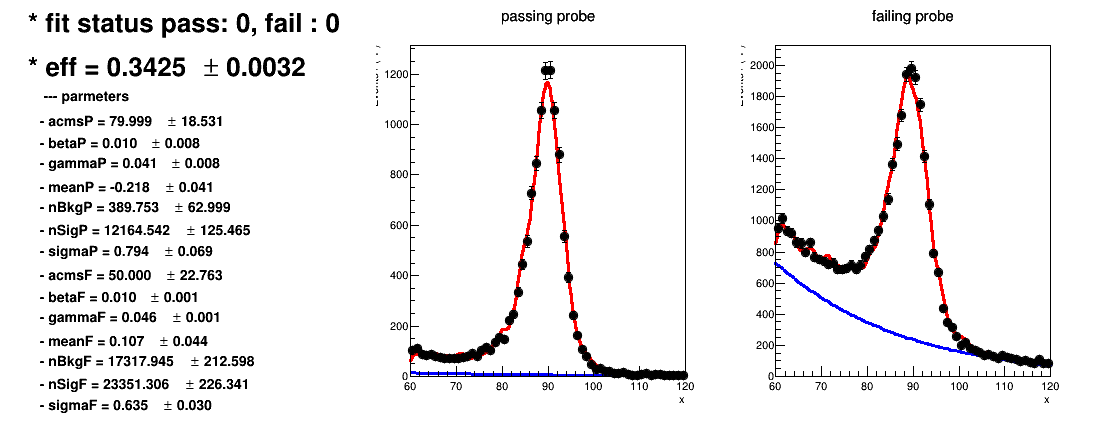 * fit status pass: 0, fail : 0
* eff = 0.3425 ± 0.0032
--- parmeters
- acmsP = 79.999 ± 18.531
- betaP = 0.010 ± 0.008
- gammaP = 0.041 ± 0.008
- meanP = -0.218 ± 0.041
- nBkgP = 389.753 ± 62.999
- nSigP = 12164.542 ± 125.465
- sigmaP = 0.794 ± 0.069
- acmsF = 50.000 ± 22.763
- betaF = 0.010 ± 0.001
- gammaF = 0.046 ± 0.001
- meanF = 0.107 ± 0.044
- nBkgF = 17317.945 ± 212.598
- nSigF = 23351.306 ± 226.341
- sigmaF = 0.635 ± 0.030
passing probe
1200
1000
800
600
400
200
0
60 70 80 90 100 110 120
x
failing probe
2000
1800
1600
1400
1200
1000
800
600
400
200
0
60 70 80 90 100 110 120
x